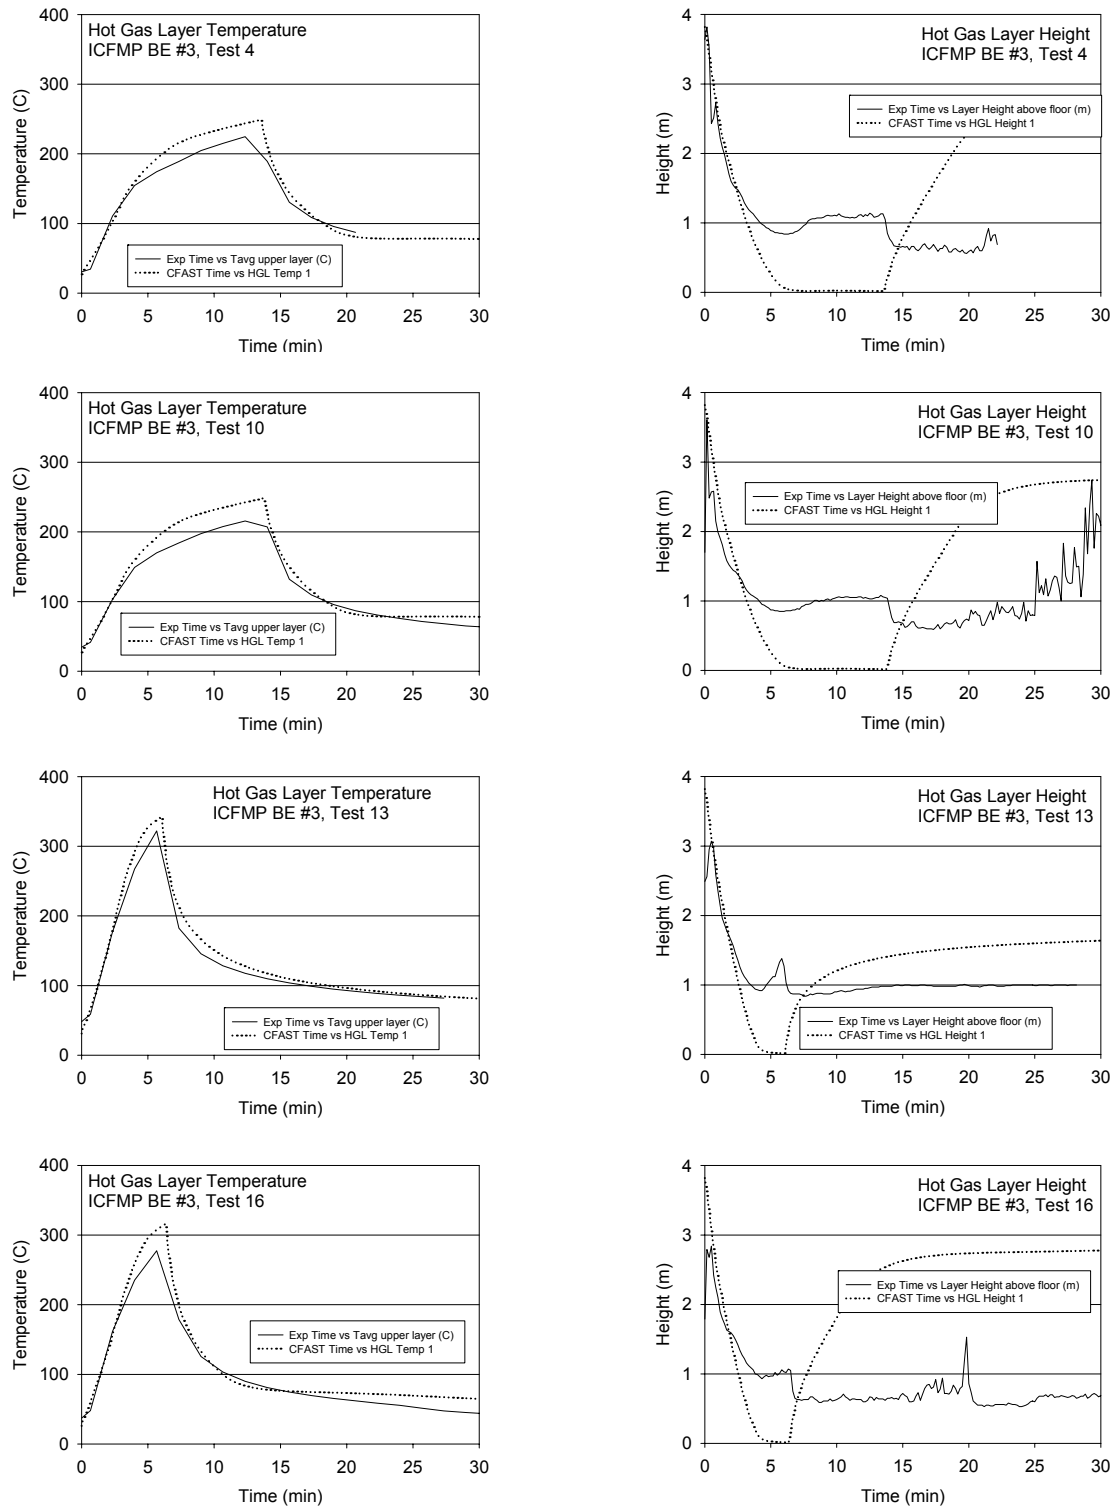 400
300
200
100
0
Temperature (C)
Hot Gas Layer Temperature
ICFMP BE #3, Test 4
Exp Time vs Tavg upper layer (C)
CFAST Time vs HGL Temp 1
0 5 10 15 20 25 30
Time (min)
4
3
2
1
0
Height (m)
Hot Gas Layer Height
ICFMP BE #3, Test 4
Exp Time vs Layer Height above floor (m)
CFAST Time vs HGL Height 1
0 5 10 15 20 25 30
Time (min)
400
300
200
100
0
Temperature (C)
Hot Gas Layer Temperature
ICFMP BE #3, Test 10
Exp Time vs Tavg upper layer (C)
CFAST Time vs HGL Temp 1
0 5 10 15 20 25 30
Time (min)
4
3
2
1
0
Height (m)
Hot Gas Layer Height
ICFMP BE #3, Test 10
Exp Time vs Layer Height above floor (m)
CFAST Time vs HGL Height 1
0 5 10 15 20 25 30
Time (min)
400
300
200
100
0
Temperature (C)
Hot Gas Layer Temperature
ICFMP BE #3, Test 13
Exp Time vs Tavg upper layer (C)
CFAST Time vs HGL Temp 1
0 5 10 15 20 25 30
Time (min)
4
3
2
1
0
Height (m)
Hot Gas Layer Height
ICFMP BE #3, Test 13
Exp Time vs Layer Height above floor (m)
CFAST Time vs HGL Height 1
0 5 10 15 20 25 30
Time (min)
400
300
200
100
0
Temperature (C)
Hot Gas Layer Temperature
ICFMP BE #3, Test 16
Exp Time vs Tavg upper layer (C)
CFAST Time vs HGL Temp 1
0 5 10 15 20 25 30
Time (min)
4
3
2
1
0
Height (m)
Hot Gas Layer Height
ICFMP BE #3, Test 16
Exp Time vs Layer Height above floor (m)
CFAST Time vs HGL Height 1
0 5 10 15 20 25 30
Time (min)